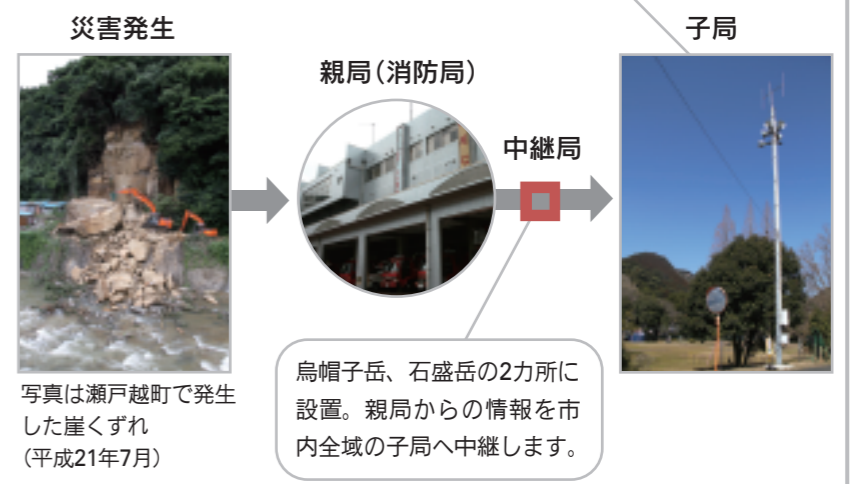 災害発生
親局（消防局）
中継局
子局
烏帽子岳、石盛岳の2カ所に
設置。親局からの情報を市
内全域の子局へ中継します。
写真は瀬戸越町で発生
した崖くずれ
（平成21年7月）